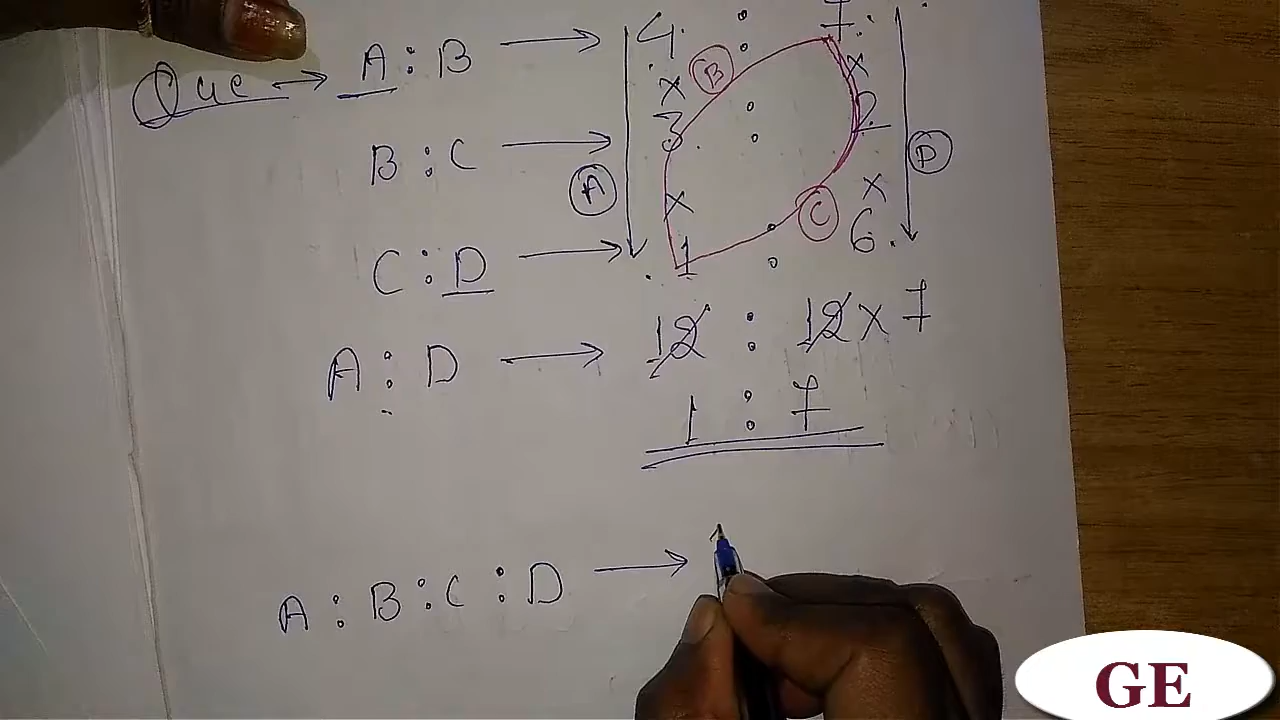 Que → A : B → 4 : 7
x B x
B : C → 3 : 2
A D
x C x
C : D → 1 : 6
A : D → 12 : 12 x 7
1 : 7
A : B : C : D →
GE